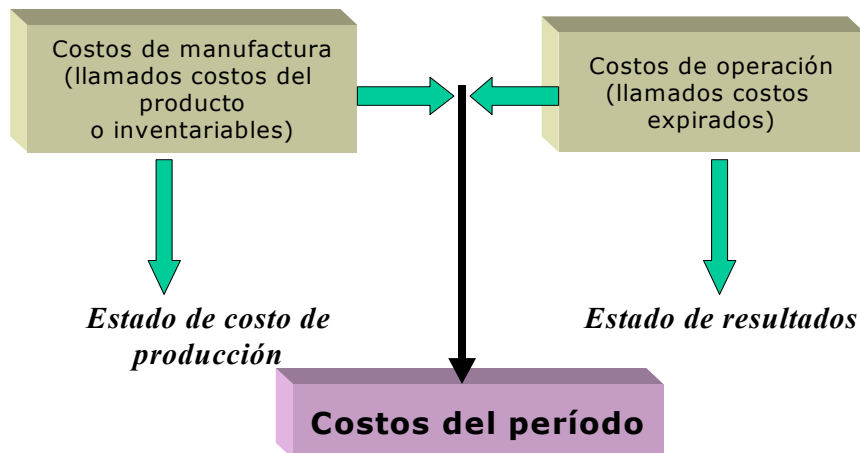 Costos de manufactura
(llamados costos del
producto
o inventariables)
Costos de operación
(llamados costos
expirados)
Estado de costo de
producción
Estado de resultados
Costos del período